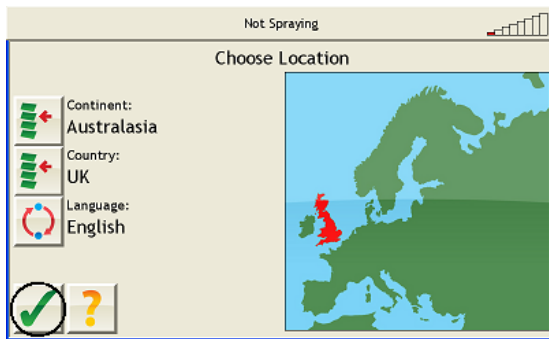 Not Spraying
Choose Location
Continent:
Australasia
Country:
UK
Language:
English
?